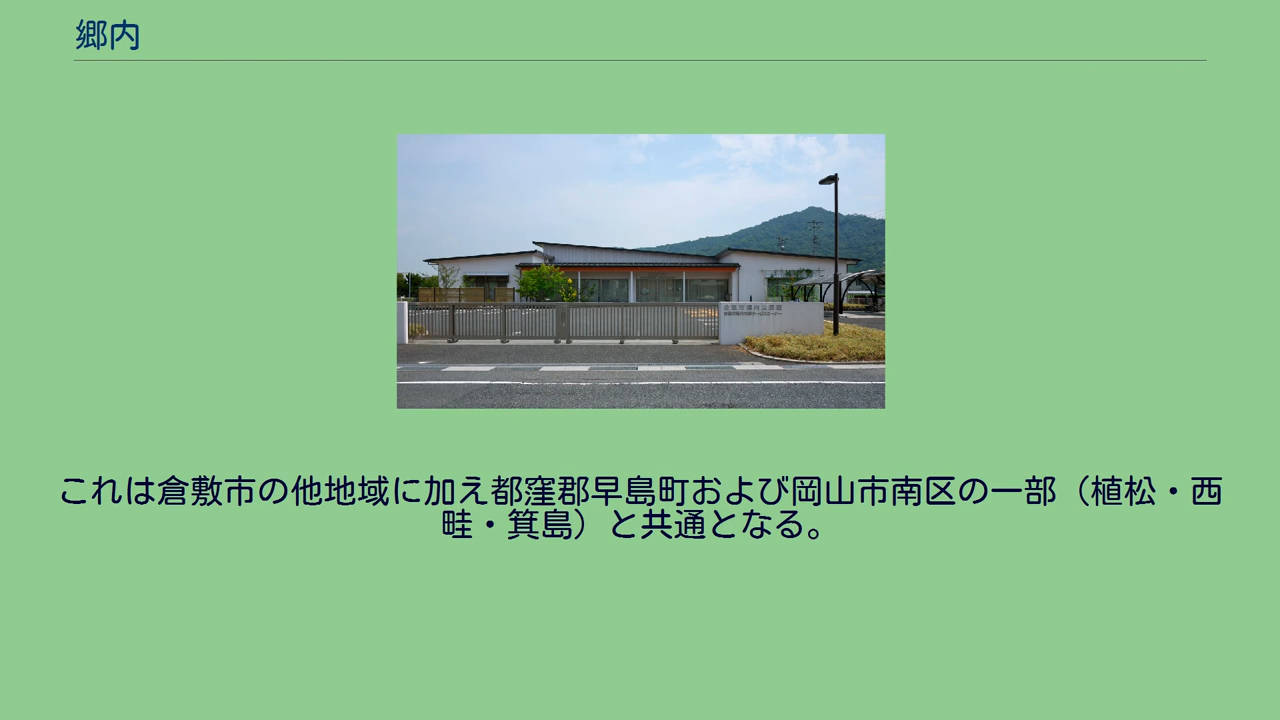 郷内
これは倉敷市の他地域に加え都窪郡早島町および岡山市南区の一部（植松・西
畦・箕島）と共通となる。